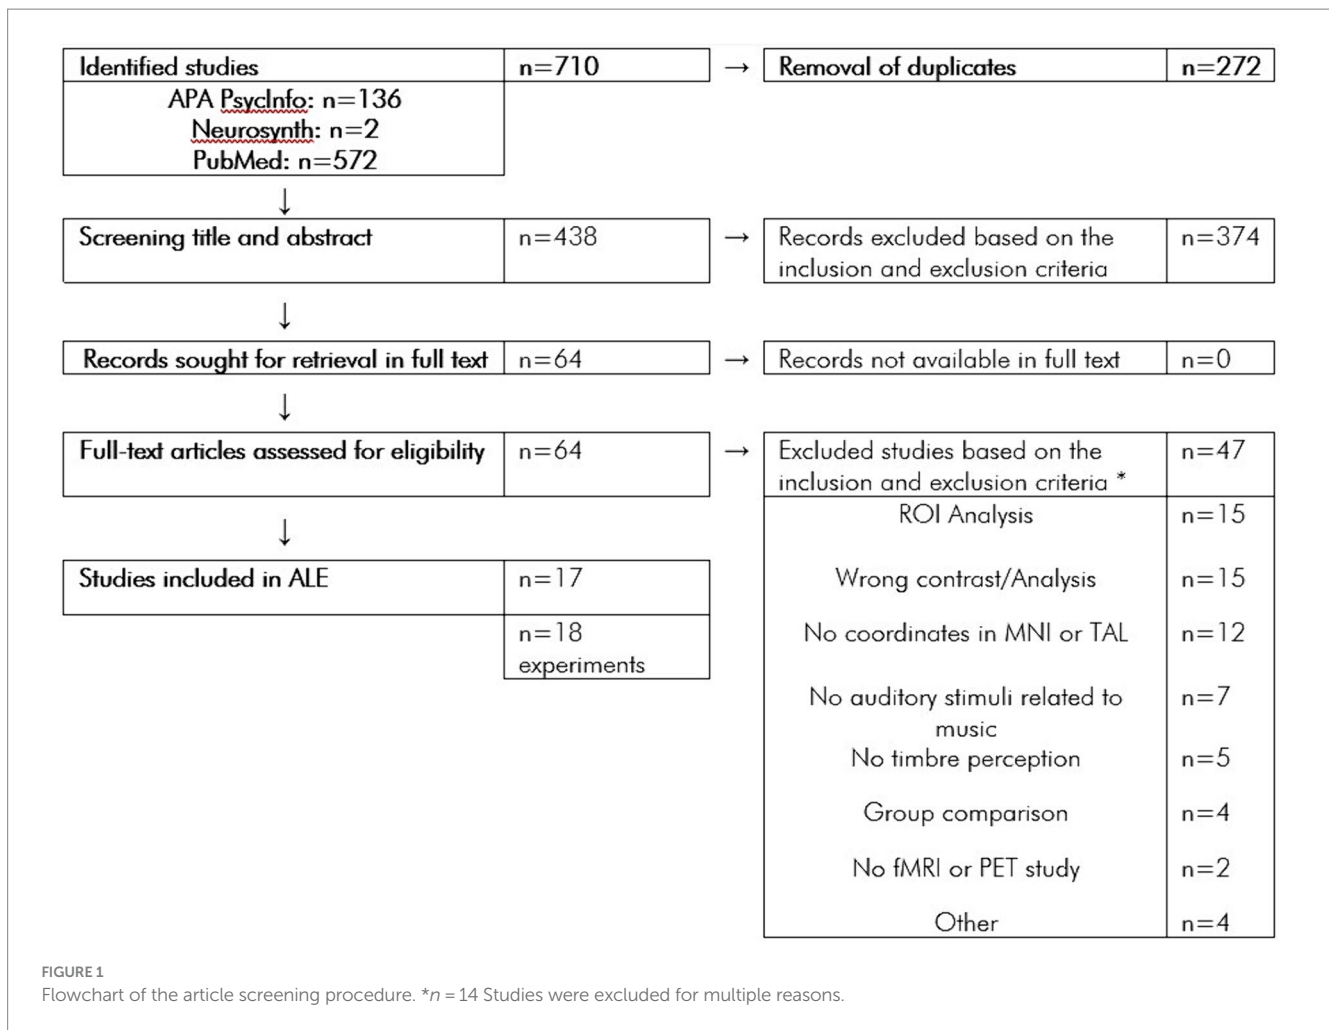 Identified studies n=710 → Removal of duplicates n=272
APA PsycInfo: n=136
Neurosynth: n=2
PubMed: n=572
↓
Screening title and abstract n=438 → Records excluded based on the n=374
inclusion and exclusion criteria
↓
Records sought for retrieval in full text n=64 → Records not available in full text n=0
↓
Full-text articles assessed for eligibility n=64 → Excluded studies based on the n=47
inclusion and exclusion criteria *
ROI Analysis n=15
↓
Studies included in ALE n=17
Wrong contrast/Analysis n=15
n=18
experiments
No coordinates in MNI or TAL n=12
No auditory stimuli related to n=7
music
No timbre perception n=5
Group comparison n=4
No fMRI or PET study n=2
Other n=4
FIGURE 1
Flowchart of the article screening procedure. *n = 14 Studies were excluded for multiple reasons.